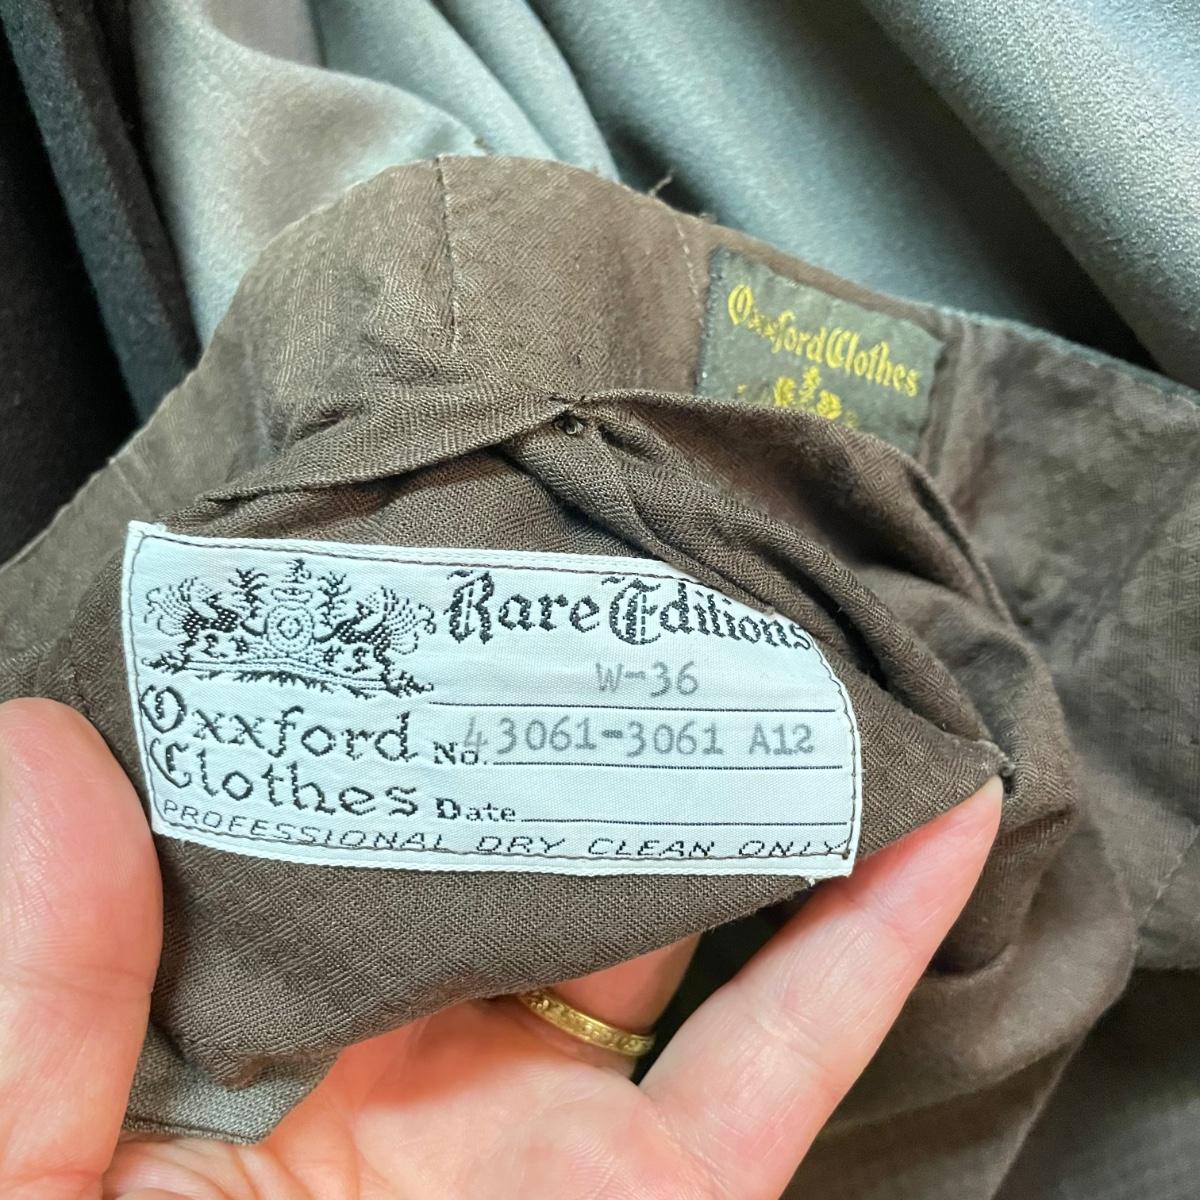 Oxxford Clothes
Rare Editions
W-36
Oxxford
Clothes
No. 43061-3061 A12
Date
PROFESSIONAL DRY CLEAN ONLY